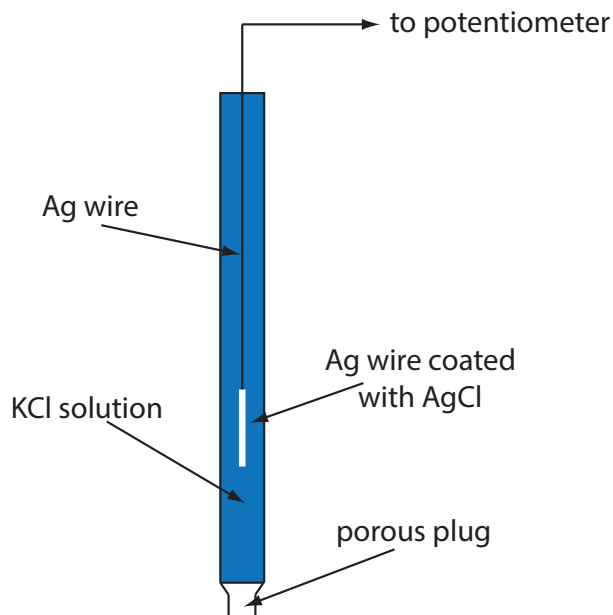 to potentiometer
Ag wire
Ag wire coated
with AgCl
KCl solution
porous plug